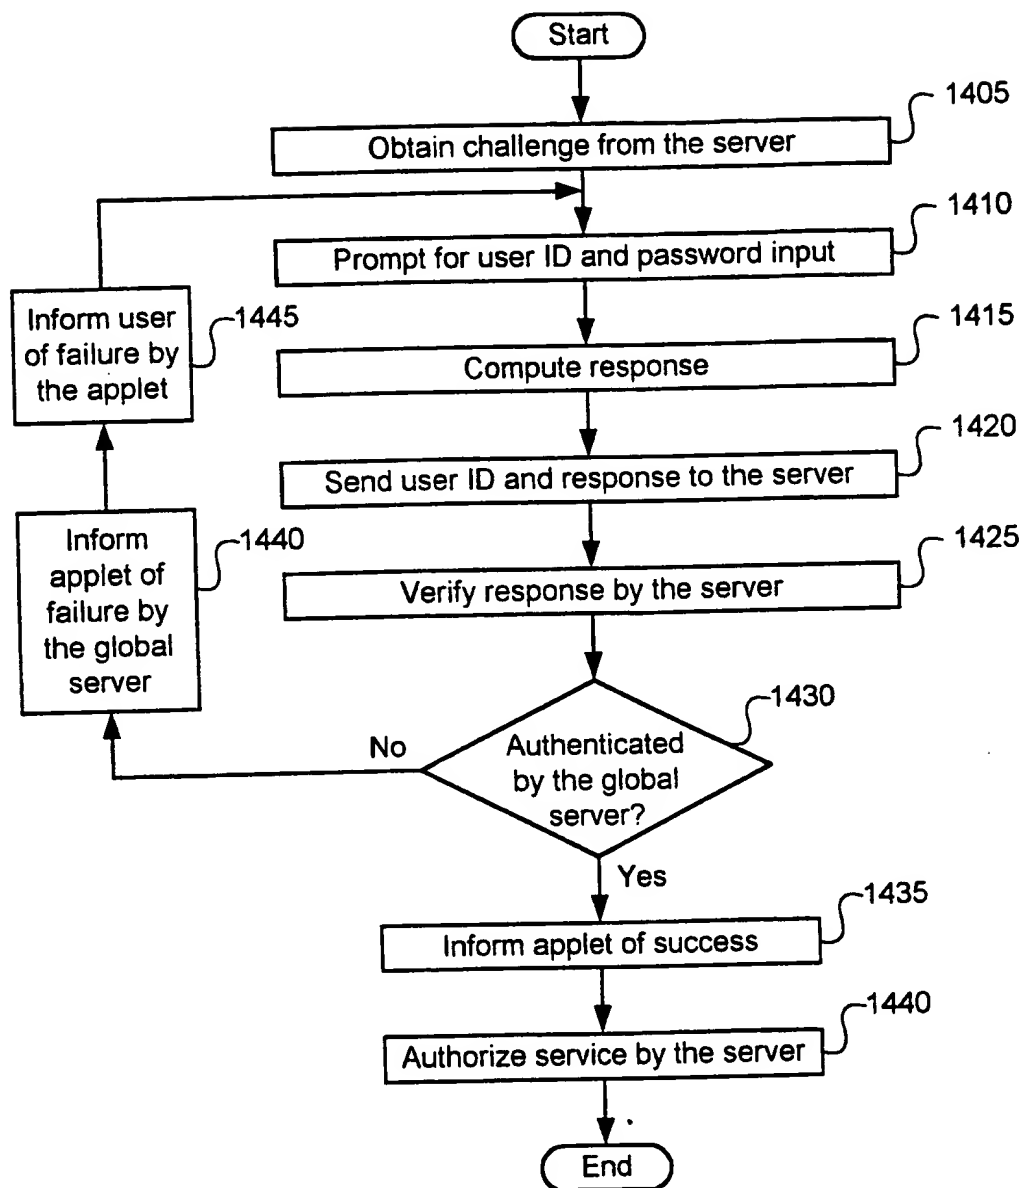 Start
1405
Obtain challenge from the server
1410
Prompt for user ID and password input
Inform user
of failure by
the applet
1445
1415
Compute response
1420
Send user ID and response to the server
Inform
applet of
failure by
the global
server
1440
1425
Verify response by the server
1430
No
Authenticated
by the global
server?
Yes
1435
Inform applet of success
1440
Authorize service by the server
End